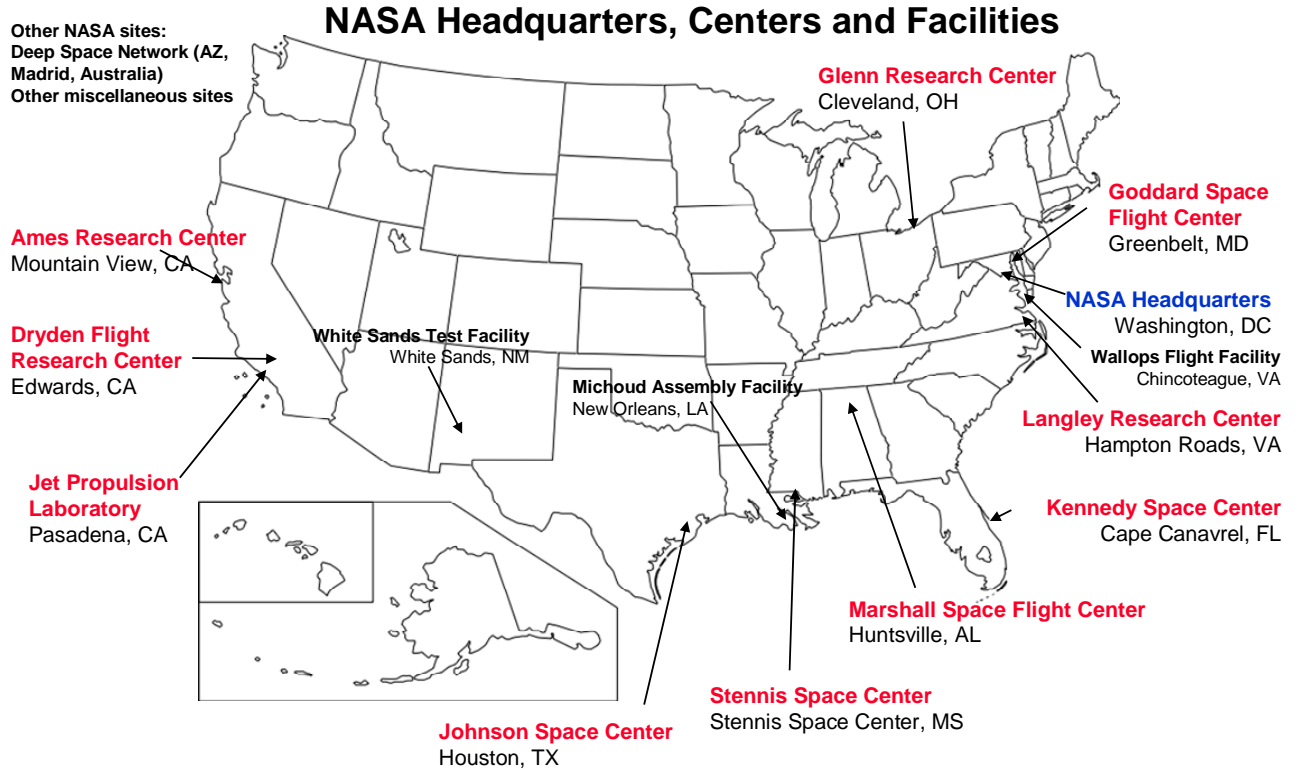 NASA Headquarters, Centers and Facilities
Other NASA sites:
Deep Space Network (AZ,
Madrid, Australia)
Other miscellaneous sites
Glenn Research Center
Cleveland, OH
Goddard Space
Flight Center
Greenbelt, MD
Ames Research Center
Mountain View, CA
NASA Headquarters
Washington, DC
Dryden Flight
Research Center
Edwards, CA
White Sands Test Facility
White Sands, NM
Wallops Flight Facility
Chincoteague, VA
Michoud Assembly Facility
New Orleans, LA
Langley Research Center
Hampton Roads, VA
Jet Propulsion
Laboratory
Pasadena, CA
Kennedy Space Center
Cape Canavrel, FL
Marshall Space Flight Center
Huntsville, AL
Stennis Space Center
Stennis Space Center, MS
Johnson Space Center
Houston, TX